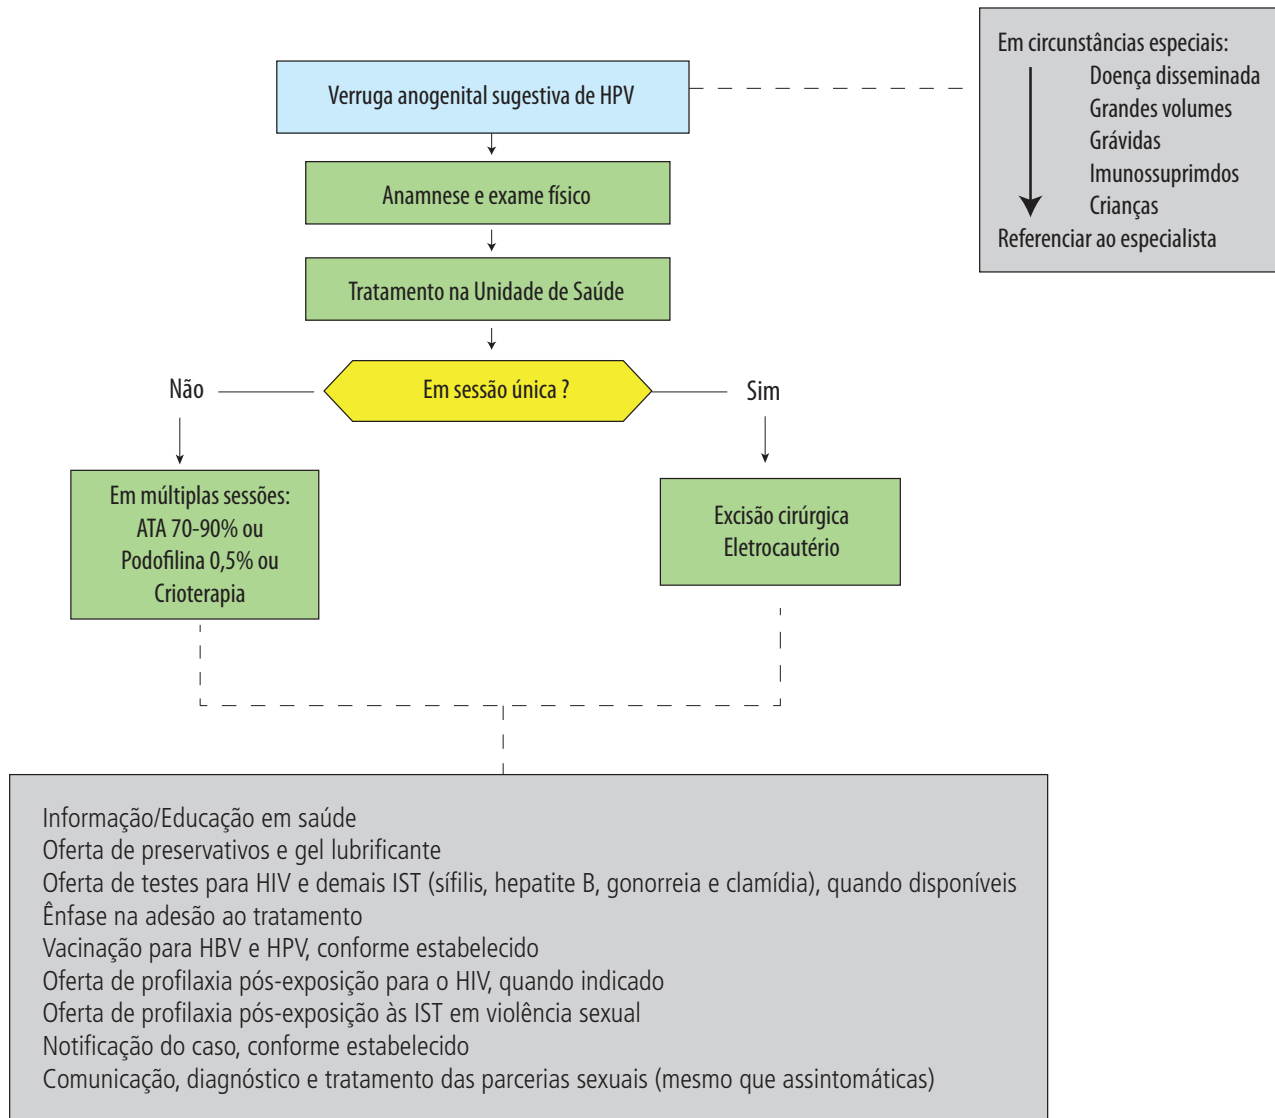 Verruga anogenital sugestiva de HPV
Em circunstâncias especiais:
Doença disseminada
Grandes volumes
Grávidas
Imunossuprimdos
Crianças
Referenciar ao especialista
Anamnese e exame físico
Tratamento na Unidade de Saúde
Em sessão única ?
Não
Sim
Em múltiplas sessões:
ATA 70-90% ou
Podofilina 0,5% ou
Crioterapia
Excisão cirúrgica
Eletrocautério
Informação/Educação em saúde
Oferta de preservativos e gel lubrificante
Oferta de testes para HIV e demais IST (sífilis, hepatite B, gonorreia e clamídia), quando disponíveis
Ênfase na adesão ao tratamento
Vacinação para HBV e HPV, conforme estabelecido
Oferta de profilaxia pós-exposição para o HIV, quando indicado
Oferta de profilaxia pós-exposição às IST em violência sexual
Notificação do caso, conforme estabelecido
Comunicação, diagnóstico e tratamento das parcerias sexuais (mesmo que assintomáticas)